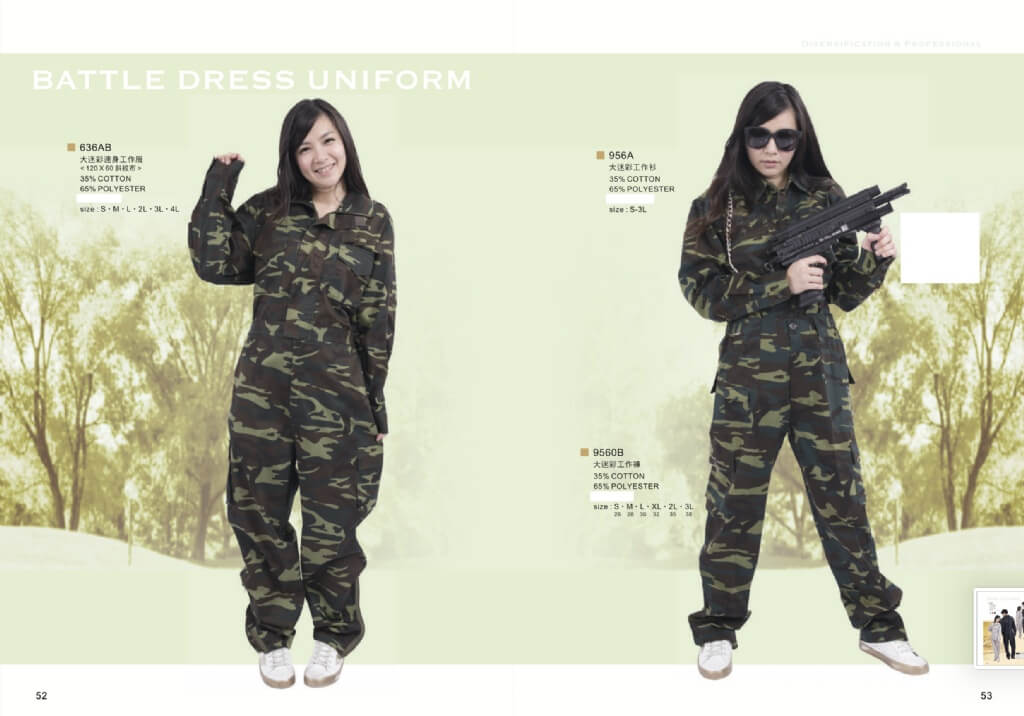 DIVERSIFICATION & PROFESSIONAL
BATTLE DRESS UNIFORM
636AB
大迷彩連身工作服
< 120 X 60 斜紋布 >
35% COTTON
65% POLYESTER
size : S・M・L・2L・3L・4L
956A
大迷彩工作衫
35% COTTON
65% POLYESTER
size : S-3L
9560B
大迷彩工作褲
35% COTTON
65% POLYESTER
size : S・M・L・XL・2L・3L
52
53